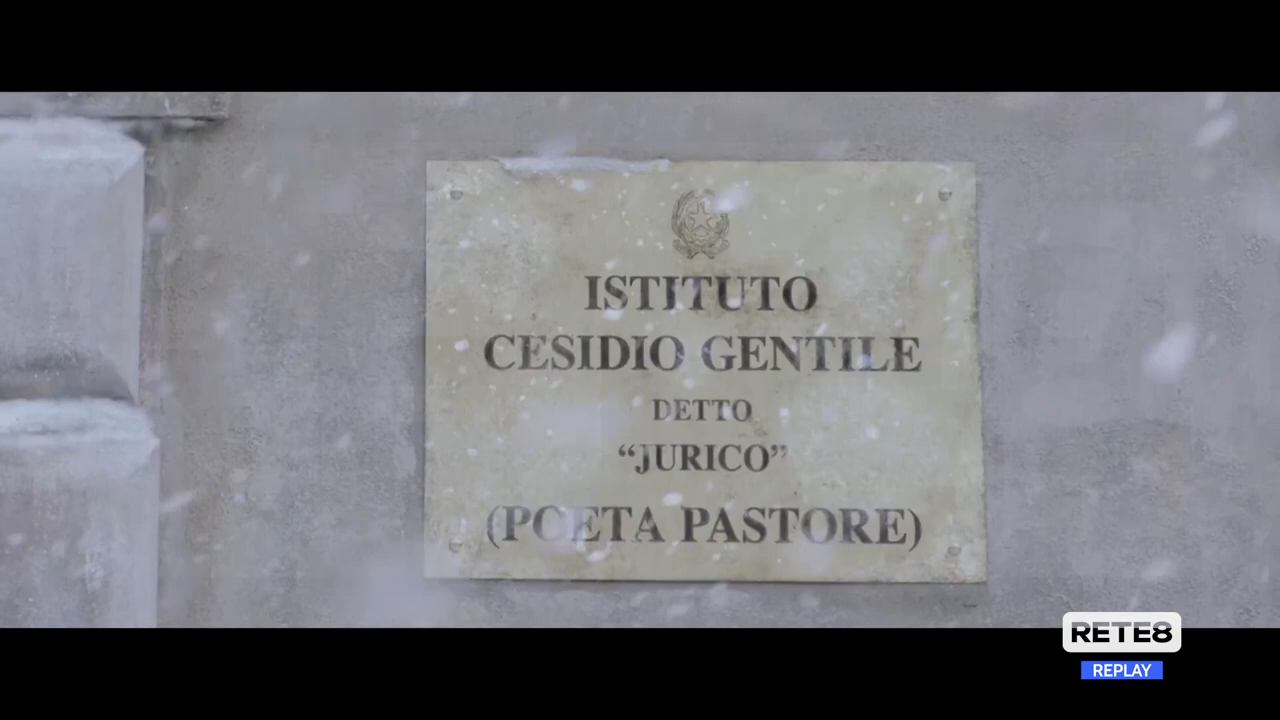 ISTITUTO
CESIDIO GENTILE
DETTO
“JURICO”
(POETA PASTORE)
RETE8
REPLAY